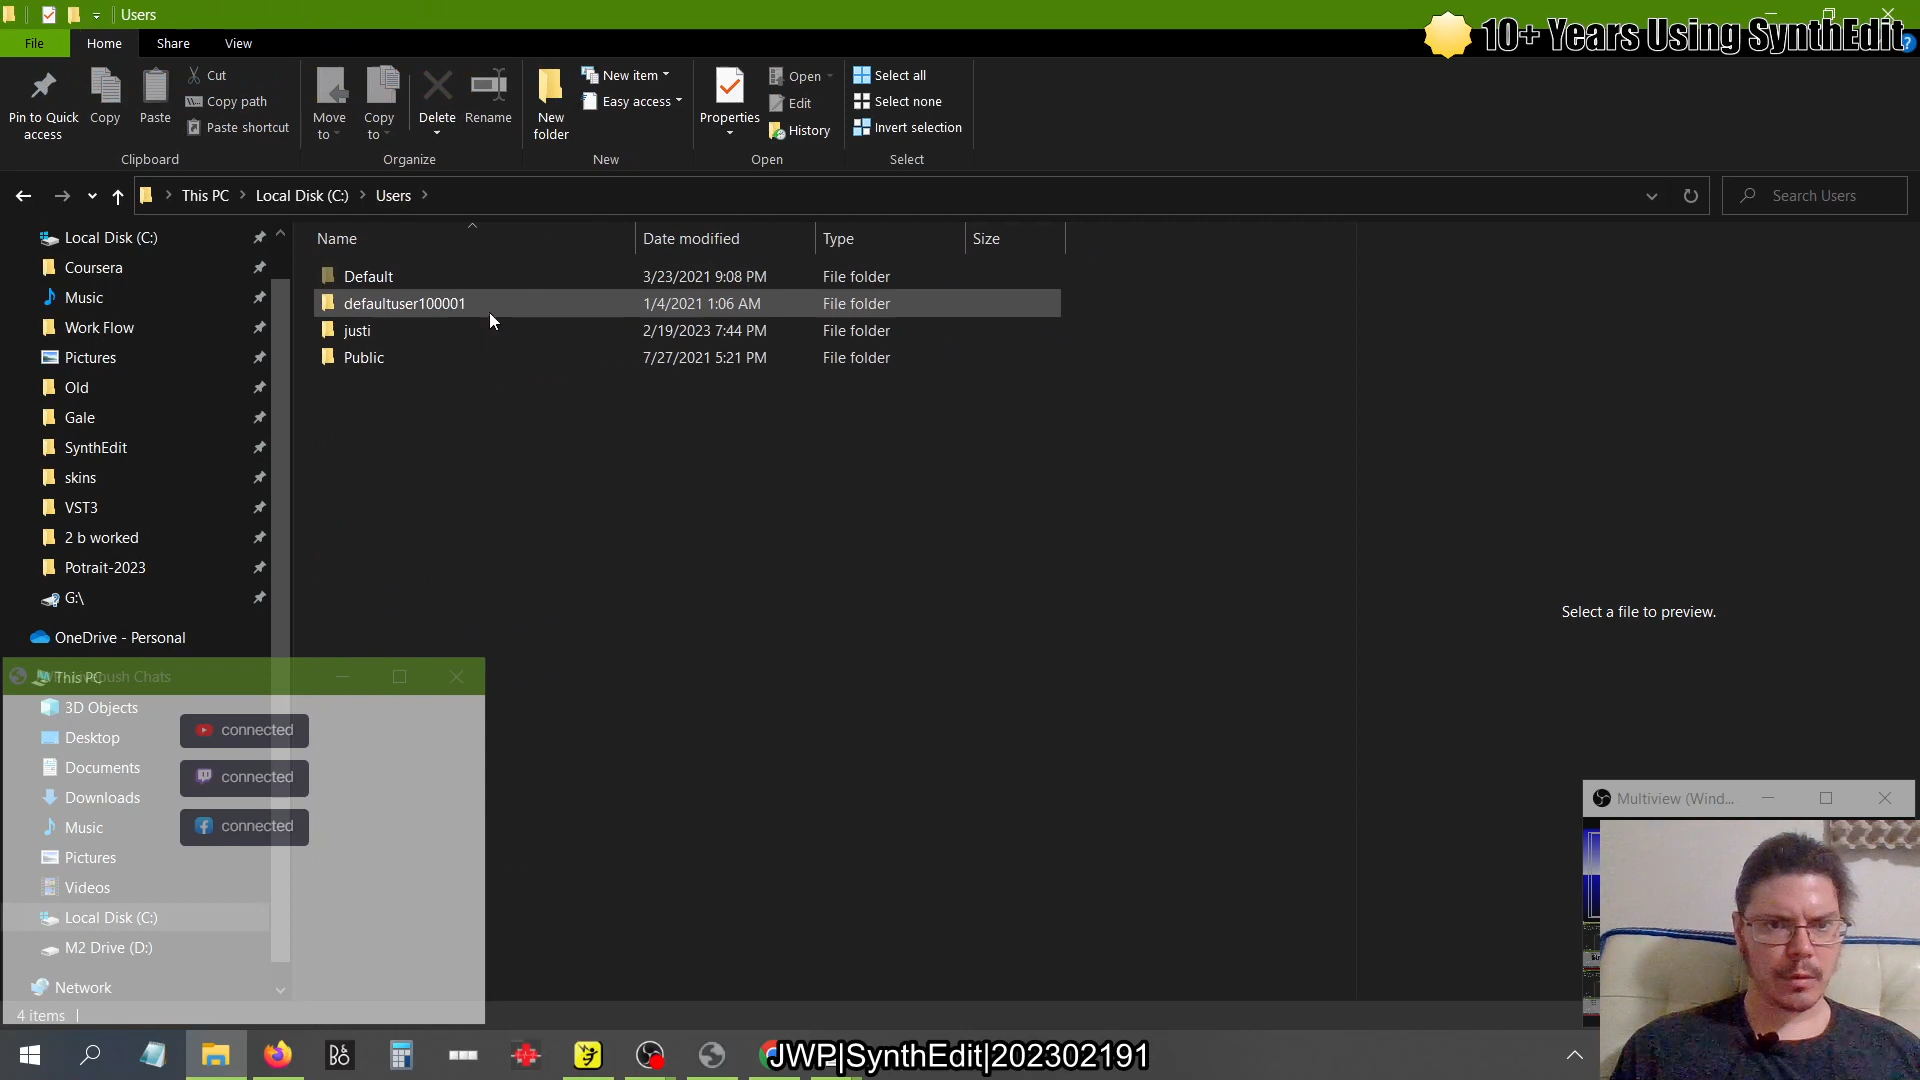 Users
10+ Years Using SynthEdit
File
Home
Share
View
Pin to Quick access
Copy
Paste
Cut
Copy path
Paste shortcut
Clipboard
Move to
Copy to
Delete
Rename
Organize
New folder
New item
Easy access
New
Properties
Open
Edit
History
Open
Select all
Select none
Invert selection
Select
This PC
Local Disk (C:)
Users
Search Users
Name
Date modified
Type
Size
Default
3/23/2021 9:08 PM
File folder
defaultuser100001
1/4/2021 1:06 AM
File folder
justi
2/19/2023 7:44 PM
File folder
Public
7/27/2021 5:21 PM
File folder
Local Disk (C:)
Coursera
Music
Work Flow
Pictures
Old
Gale
SynthEdit
skins
VST3
2 b worked
Potrait-2023
G:\
OneDrive - Personal
This PC
Chats
3D Objects
Desktop
Documents
Downloads
Music
Pictures
Videos
Local Disk (C:)
M2 Drive (D:)
Network
connected
connected
connected
4 items
Select a file to preview.
Multiview (Wind...
JWP|SynthEdit|202302191